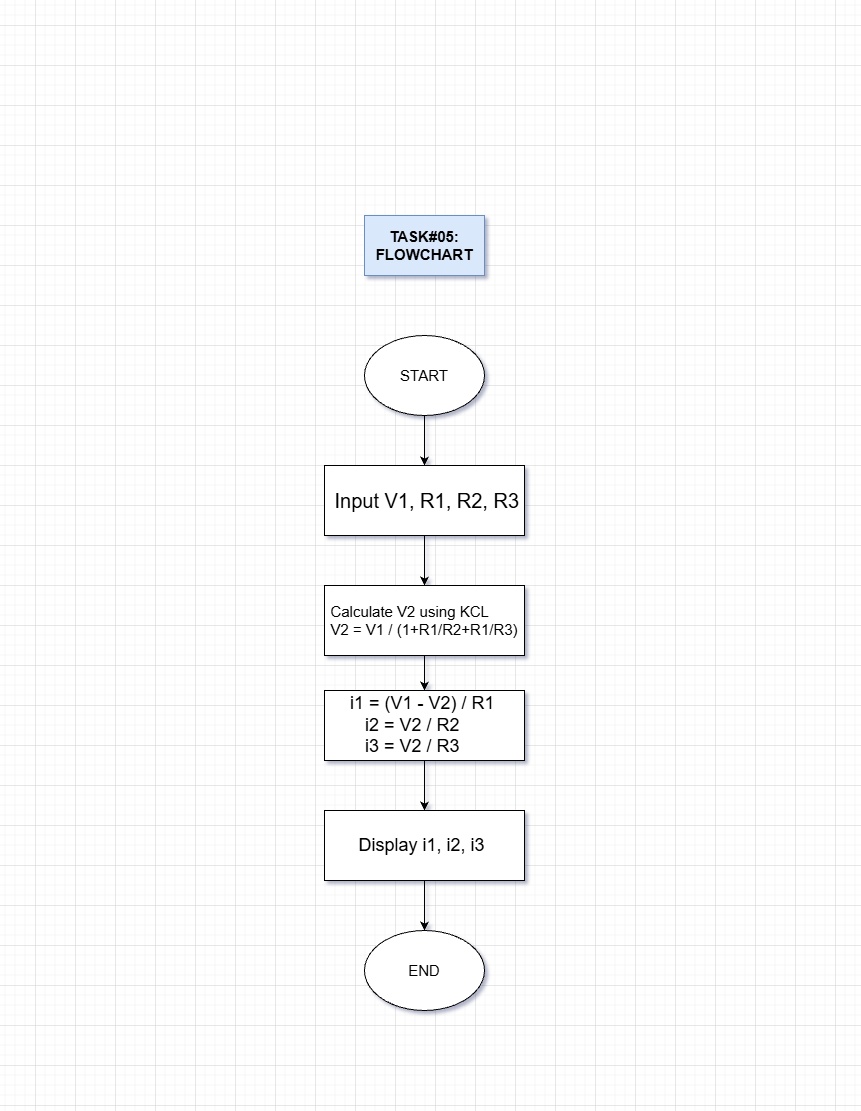 TASK#05:
FLOWCHART
START
Input V1, R1, R2, R3
Calculate V2 using KCL
V2 = V1 / (1+R1/R2+R1/R3)
i1 = (V1 - V2) / R1
i2 = V2 / R2
i3 = V2 / R3
Display i1, i2, i3
END